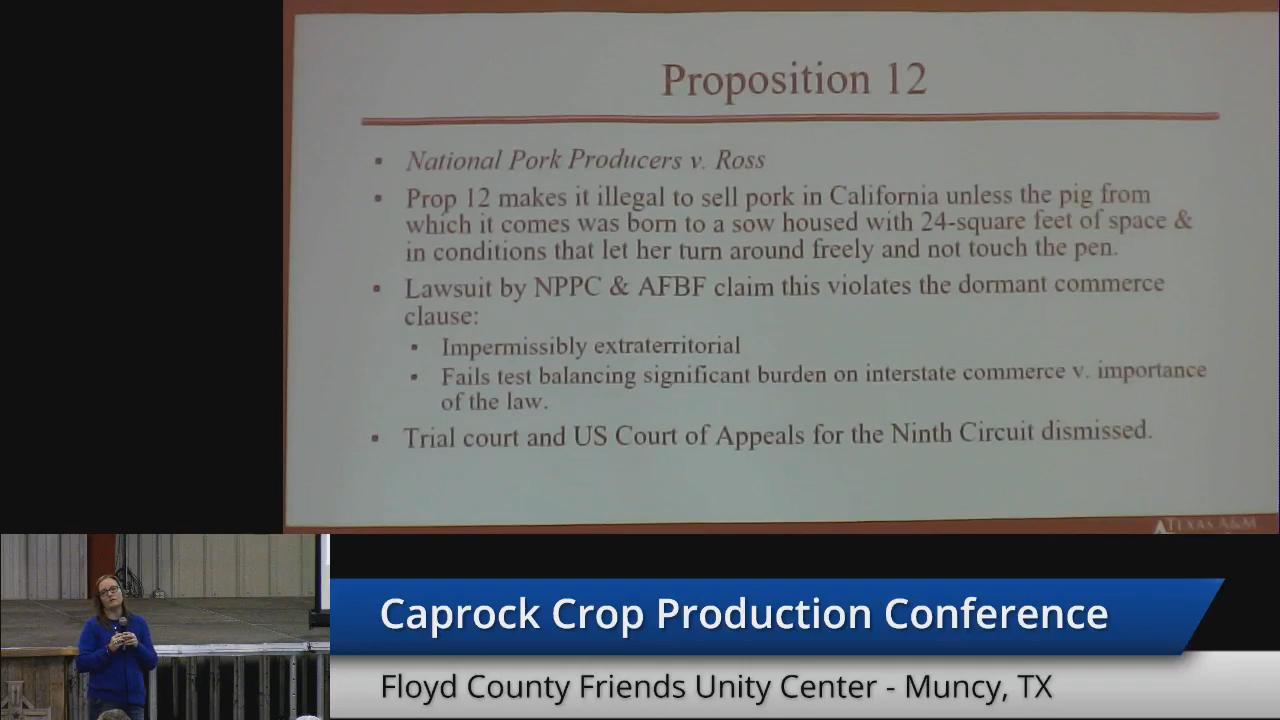 Proposition 12
National Pork Producers v. Ross
Prop 12 makes it illegal to sell pork in California unless the pig from
which it comes was born to a sow housed with 24-square feet of space &
in conditions that let her turn around freely and not touch the pen.
Lawsuit by NPPC & AFBF claim this violates the dormant commerce
clause:
Impermissibly extraterritorial
Fails test balancing significant burden on interstate commerce v. importance
of the law.
Trial court and US Court of Appeals for the Ninth Circuit dismissed.
TEXAS A&M
Caprock Crop Production Conference
Floyd County Friends Unity Center - Muncy, TX